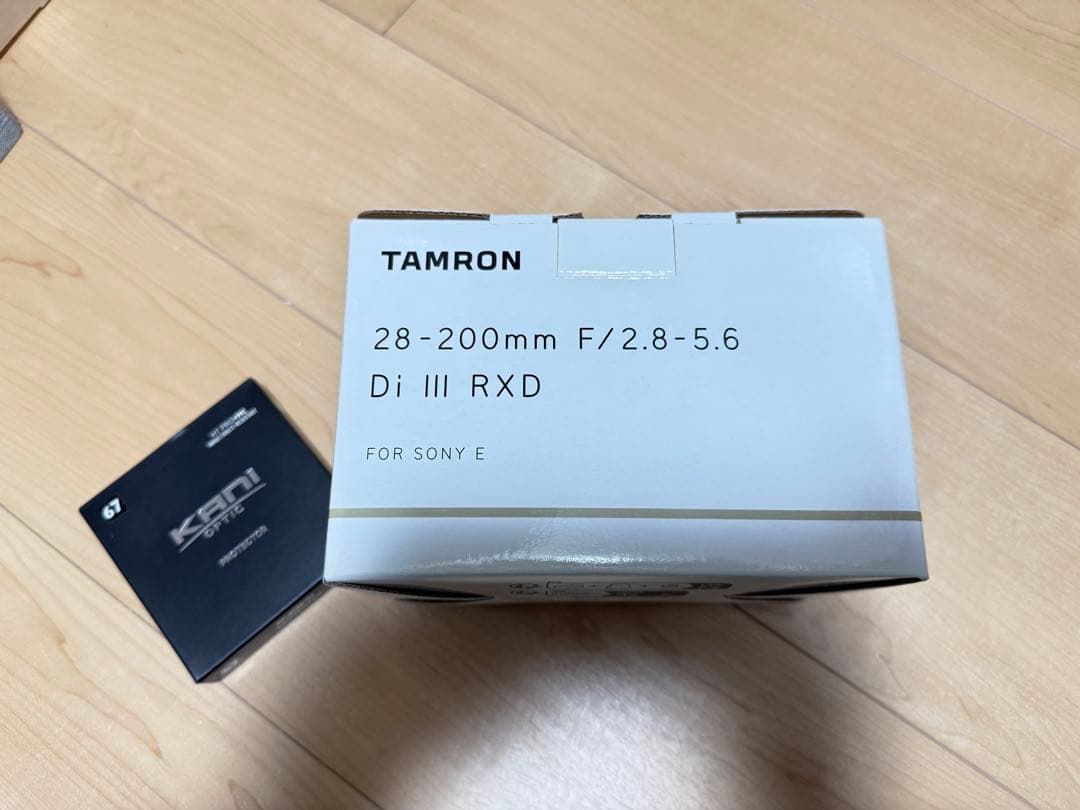 TAMRON
28-200mm F/2.8-5.6
Di III RXD
FOR SONY E
67
KANI
OPTIC
PROTECTOR